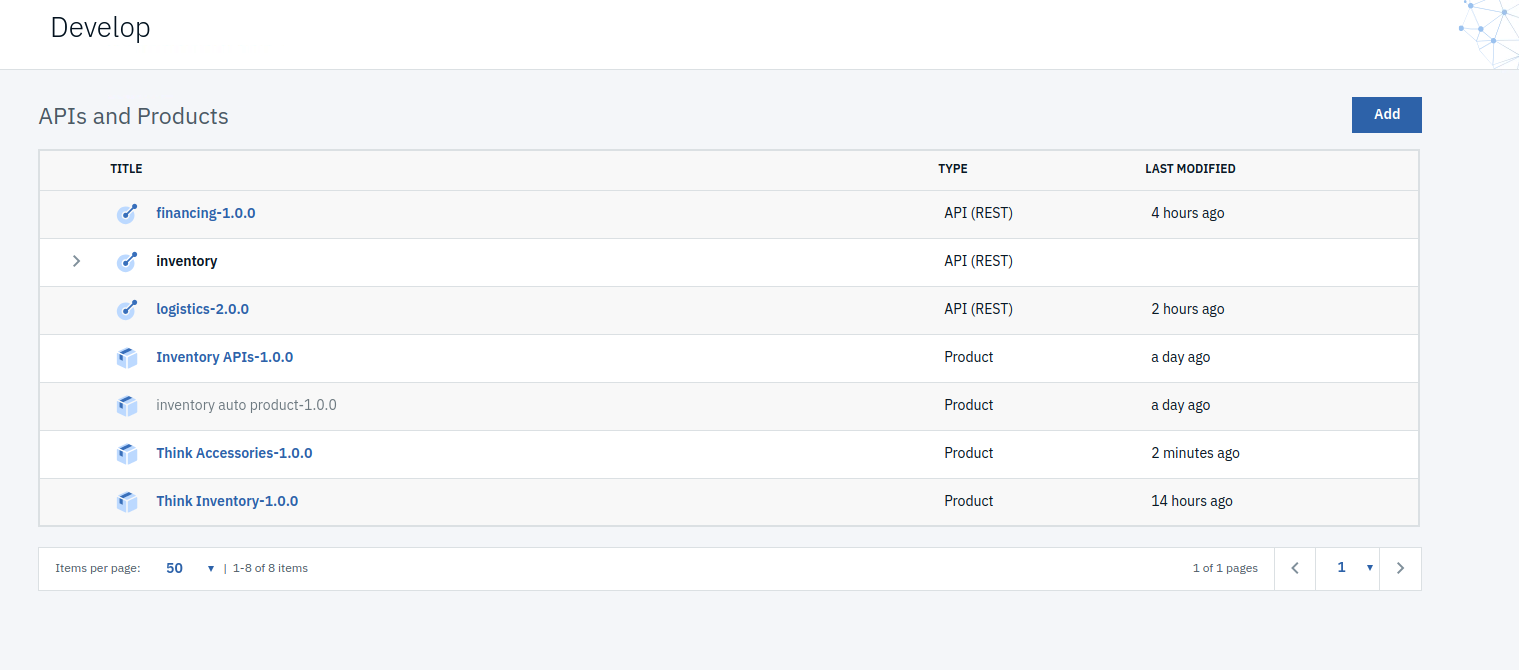 Develop
APIs and Products
Add
TITLE TYPE LAST MODIFIED
financing-1.0.0 API (REST) 4 hours ago
inventory API (REST)
logistics-2.0.0 API (REST) 2 hours ago
Inventory APIs-1.0.0 Product a day ago
inventory auto product-1.0.0 Product a day ago
Think Accessories-1.0.0 Product 2 minutes ago
Think Inventory-1.0.0 Product 14 hours ago
Items per page: 50 | 1-8 of 8 items 1 of 1 pages 1